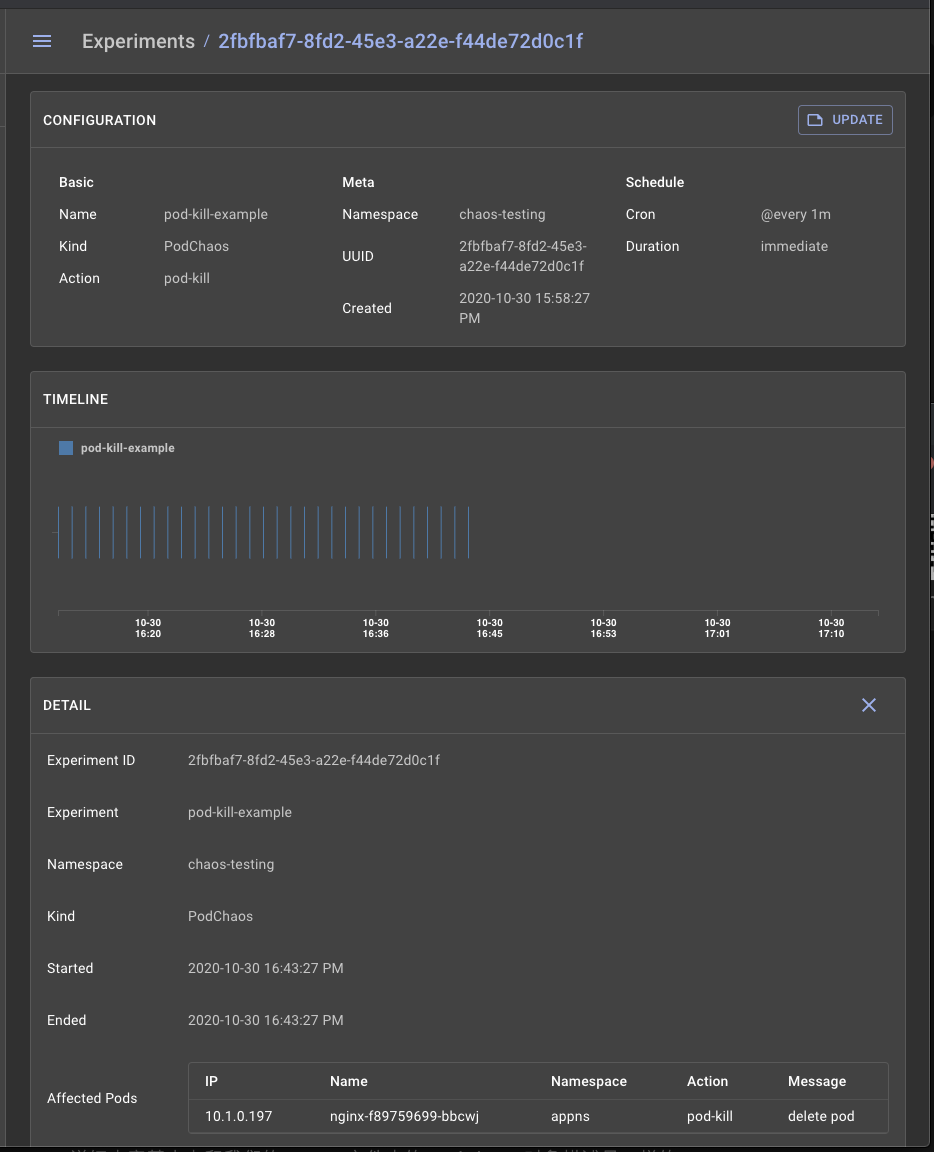 Experiments / 2fbfbaf7-8fd2-45e3-a22e-f44de72d0c1f
CONFIGURATION
UPDATE
Basic
Name pod-kill-example
Kind PodChaos
Action pod-kill
Meta
Namespace chaos-testing
UUID 2fbfbaf7-8fd2-45e3-
a22e-f44de72d0c1f
Created 2020-10-30 15:58:27
PM
Schedule
Cron @every 1m
Duration immediate
TIMELINE
pod-kill-example
10-30 10-30 10-30 10-30 10-30 10-30 10-30
16:20 16:28 16:36 16:45 16:53 17:01 17:10
DETAIL
Experiment ID 2fbfbaf7-8fd2-45e3-a22e-f44de72d0c1f
Experiment pod-kill-example
Namespace chaos-testing
Kind PodChaos
Started 2020-10-30 16:43:27 PM
Ended 2020-10-30 16:43:27 PM
Affected Pods
IP Name Namespace Action Message
10.1.0.197 nginx-f89759699-bbcwj appns pod-kill delete pod